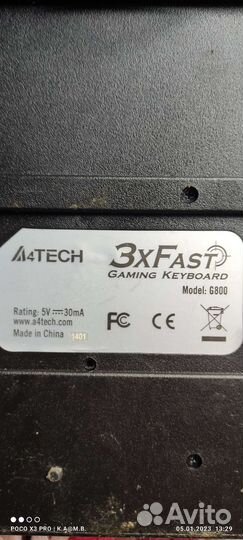 A4TECH
3xFAST
GAMING KEYBOARD
Model: G800
Rating: 5V⎓30mA
www.a4tech.com
Made in China 1401
FC CE
POCO X3 PRO | K.A@M.B.
05.01.2023 13:29
Avito